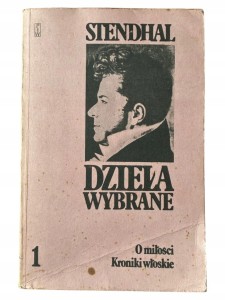 STENDHAL
DZIEŁA
WYBRANE
1
O miłości
Kroniki włoskie